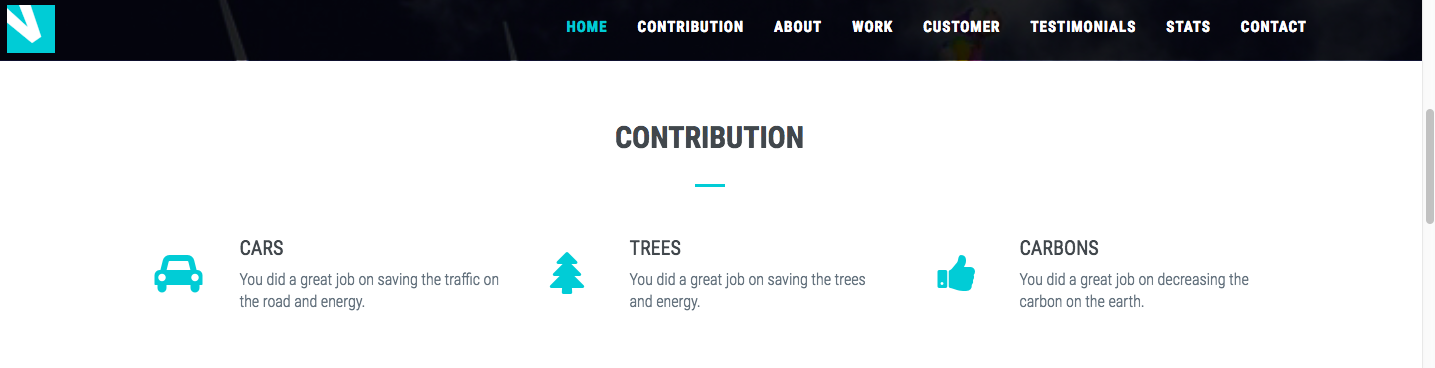 HOME CONTRIBUTION ABOUT WORK CUSTOMER TESTIMONIALS STATS CONTACT
CONTRIBUTION
CARS
You did a great job on saving the traffic on
the road and energy.
TREES
You did a great job on saving the trees
and energy.
CARBONS
You did a great job on decreasing the
carbon on the earth.